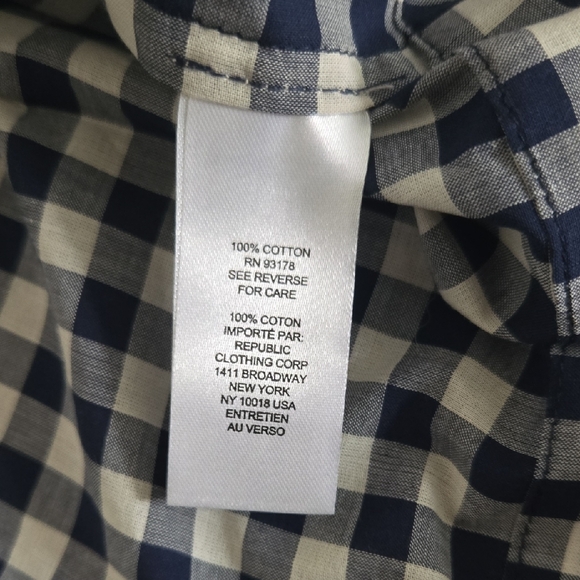 100% COTTON
RN 93178
SEE REVERSE
FOR CARE
100% COTON
IMPORTÉ PAR:
REPUBLIC
CLOTHING CORP
1411 BROADWAY
NEW YORK
NY 10018 USA
ENTRETIEN
AU VERSO